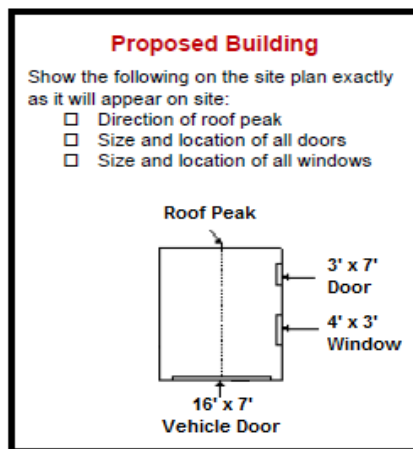 Proposed Building
Show the following on the site plan exactly
as it will appear on site:
☐ Direction of roof peak
☐ Size and location of all doors
☐ Size and location of all windows
Roof Peak
3' x 7'
Door
4' x 3'
Window
16' x 7'
Vehicle Door